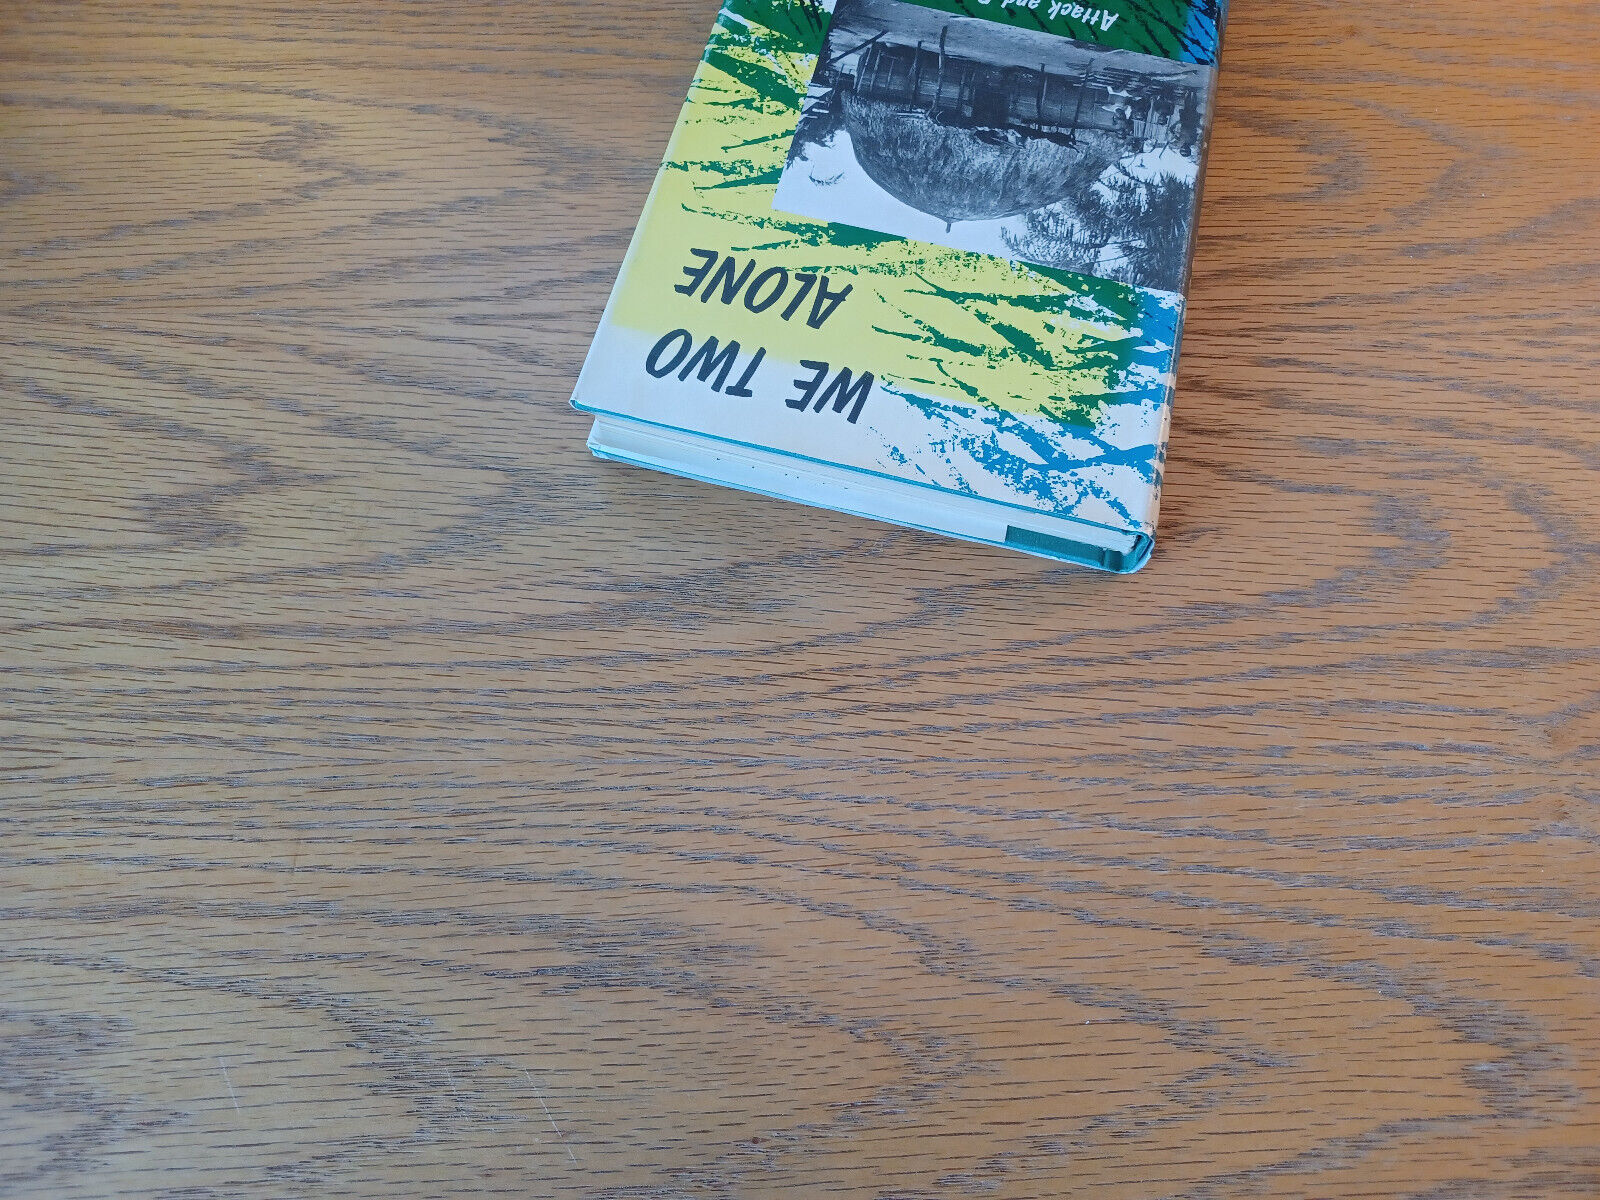 WE TWO
ALONE
Attack and